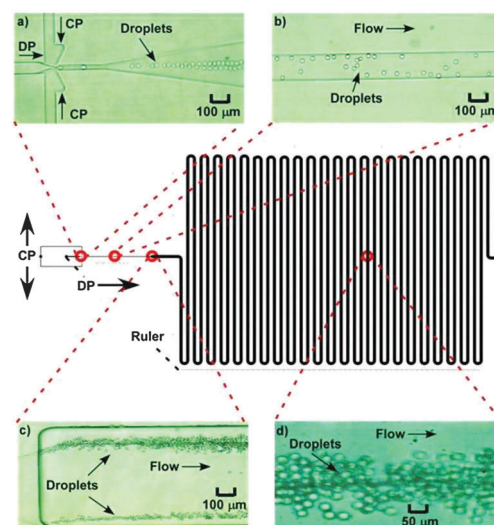 a)
CP
Droplets
DP
CP
100 µm
b)
Flow
Droplets
100 µm
CP
DP
Ruler
c)
Droplets
Flow
100 µm
d)
Flow
Droplets
50 µm